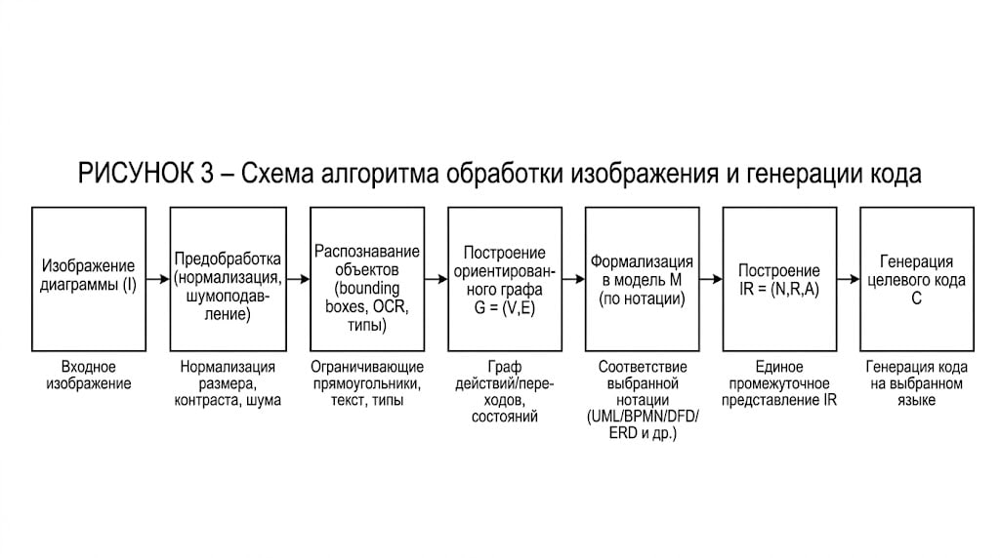 РИСУНОК 3 – Схема алгоритма обработки изображения и генерации кода
Изображение
диаграммы (I)
Предобработка
(нормализация,
шумоподав-
ление)
Распознавание
объектов
(bounding
boxes, OCR,
типы)
Построение
ориентирован-
ного графа
G = (V,E)
Формализация
в модель M
(по нотации)
Построение
IR = (N,R,A)
Генерация
целевого кода
C
Входное
изображение
Нормализация
размера,
контраста, шума
Ограничивающие
прямоугольники,
текст, типы
Граф
действий/пере-
ходов,
состояний
Соответствие
выбранной
нотации
(UML/BPMN/DFD/
ERD и др.)
Единое
промежуточное
представление IR
Генерация кода
на выбранном
языке